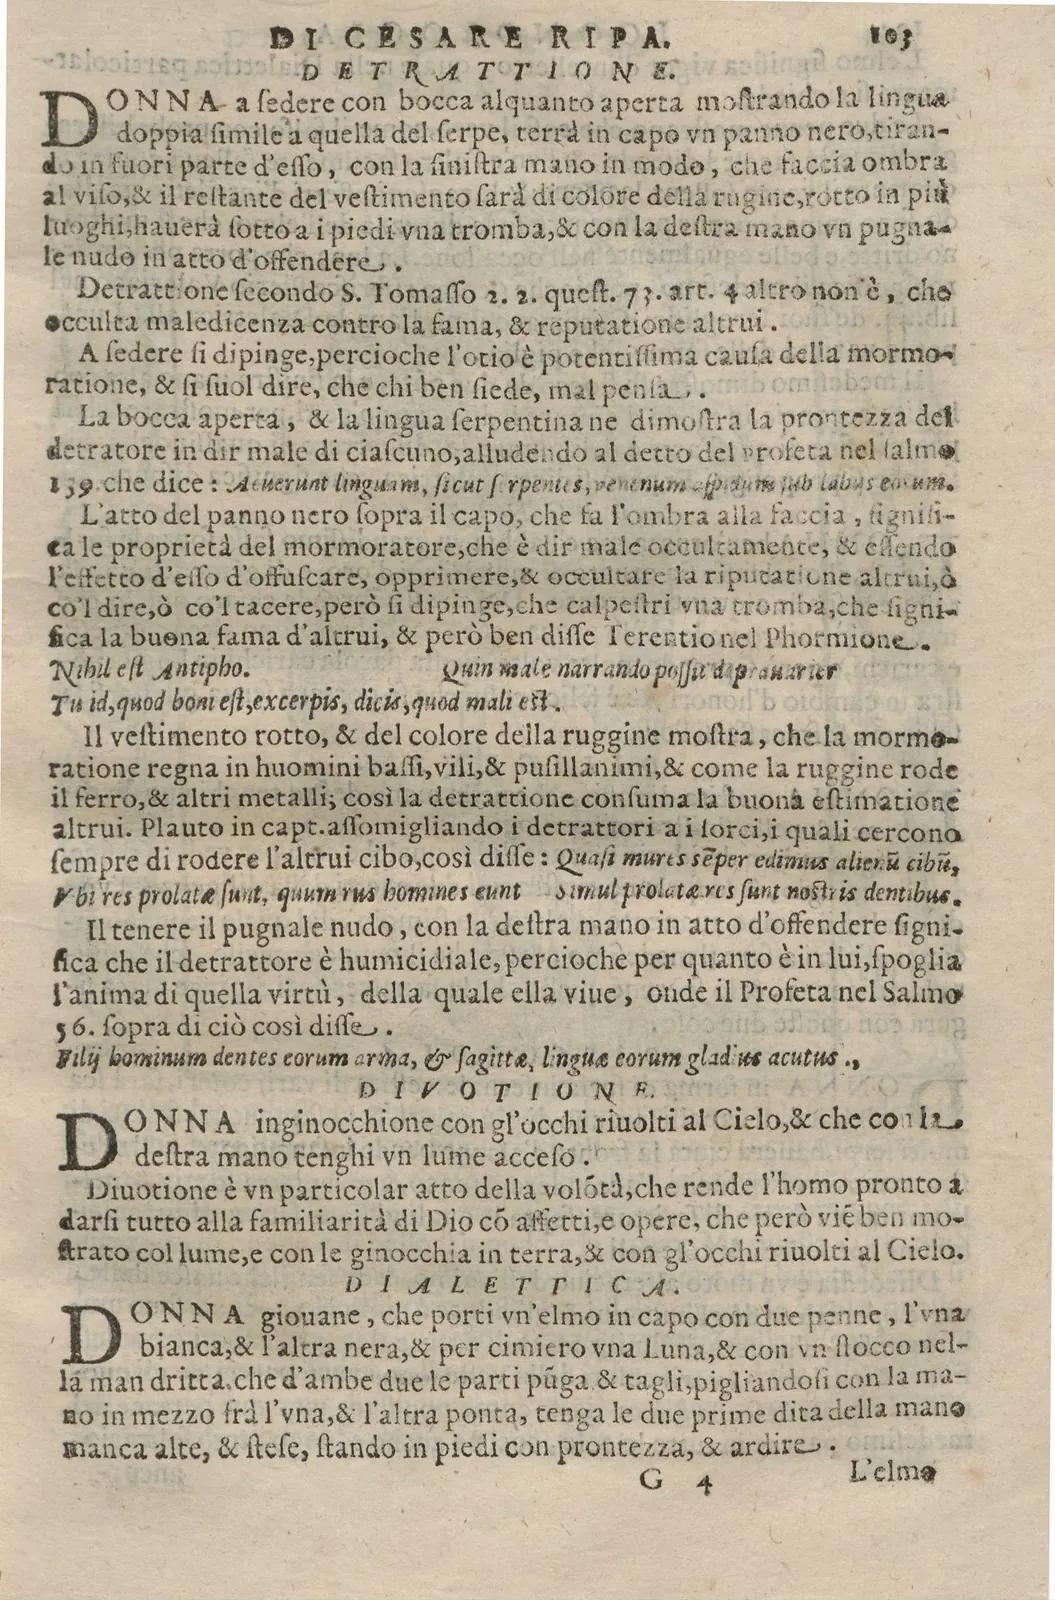 DI CESARE RIPA. 103
DETRATTIONE.
DONNA a ſedere con bocca alquanto aperta moſtrando la lingua
doppia ſimile à quella del ſerpe, terrà in capo vn panno nero,tiran-
do in fuori parte d'eſſo, con la ſiniſtra mano in modo, che faccia ombra
al viſo,& il reſtante del veſtimento ſarà di colore della rugine,rotto in più
luoghi,hauerà ſotto a i piedi vna tromba,& con la deſtra mano vn pugna-
le nudo in atto d'offendere.
Detrattione ſecondo S. Tomaſſo 2. 2. queſt. 73. art. 4 altro non è, che
occulta maledicenza contro la fama, & reputatione altrui.
A ſedere ſi dipinge,percioche l'otio è potentiſſima cauſa della mormo-
ratione, & ſi ſuol dire, che chi ben ſiede, mal penſa.
La bocca aperta, & la lingua ſerpentina ne dimoſtra la prontezza del
detratore in dir male di ciaſcuno,alludendo al detto del profeta nel ſalmo
139. che dice: Acuerunt linguam, ſicut ſerpentes, venenum aſpidum ſub labiis eorum.
L'atto del panno nero ſopra il capo, che fa l'ombra alla faccia, ſignifi-
ca le proprietà del mormoratore,che è dir male occultamente, & eſſendo
l'effetto d'eſſo d'offuſcare, opprimere,& occultare la riputatione altrui,ò
co'l dire,ò co'l tacere,però ſi dipinge,che calpeſtri vna tromba,che ſigni-
fica la buona fama d'altrui, & però ben diſſe Terentio nel Phormione.
Nihil eſt Antipho. Quin male narrando poſſit deprauarier
Tu id,quod boni eſt,excerpis, dicis,quod mali eſt.
Il veſtimento rotto, & del colore della ruggine moſtra, che la mormo-
ratione regna in huomini baſſi,vili,& puſillanimi,& come la ruggine rode
il ferro,& altri metalli; così la detrattione conſuma la buona eſtimatione
altrui. Plauto in capt.aſſomigliando i detrattori a i ſorci,i quali cercono
ſempre di rodere l'altrui cibo,così diſſe: Quaſi mures sẽper edimus alienũ cibũ,
Vbi res prolatæ ſunt, quum rus homines eunt Simul prolatæ res ſunt noſtris dentibus.
Il tenere il pugnale nudo, con la deſtra mano in atto d'offendere ſigni-
fica che il detrattore è humicidiale, percioche per quanto è in lui,ſpoglia
l'anima di quella virtù, della quale ella viue, onde il Profeta nel Salmo
56. ſopra di ciò così diſſe.
Filij hominum dentes eorum arma, & ſagittæ, linguæ eorum gladius acutus.,
DIVOTIONE.
DONNA inginocchione con gl'occhi riuolti al Cielo,& che con la
deſtra mano tenghi vn lume acceſo.
Diuotione è vn particolar atto della volõtà,che rende l'homo pronto a
darſi tutto alla familiarità di Dio cõ affetti,e opere, che però viẽ ben mo-
ſtrato col lume,e con le ginocchia in terra,& con gl'occhi riuolti al Cielo.
DIALETTICA.
DONNA giouane, che porti vn'elmo in capo con due penne, l'vna
bianca,& l'altra nera,& per cimiero vna Luna,& con vn ſtocco nel-
la man dritta,che d'ambe due le parti pũga & tagli,pigliandoſi con la ma-
no in mezzo frà l'vna,& l'altra ponta, tenga le due prime dita della mano
manca alte, & ſteſe, ſtando in piedi con prontezza, & ardire.
G 4 L'elmo